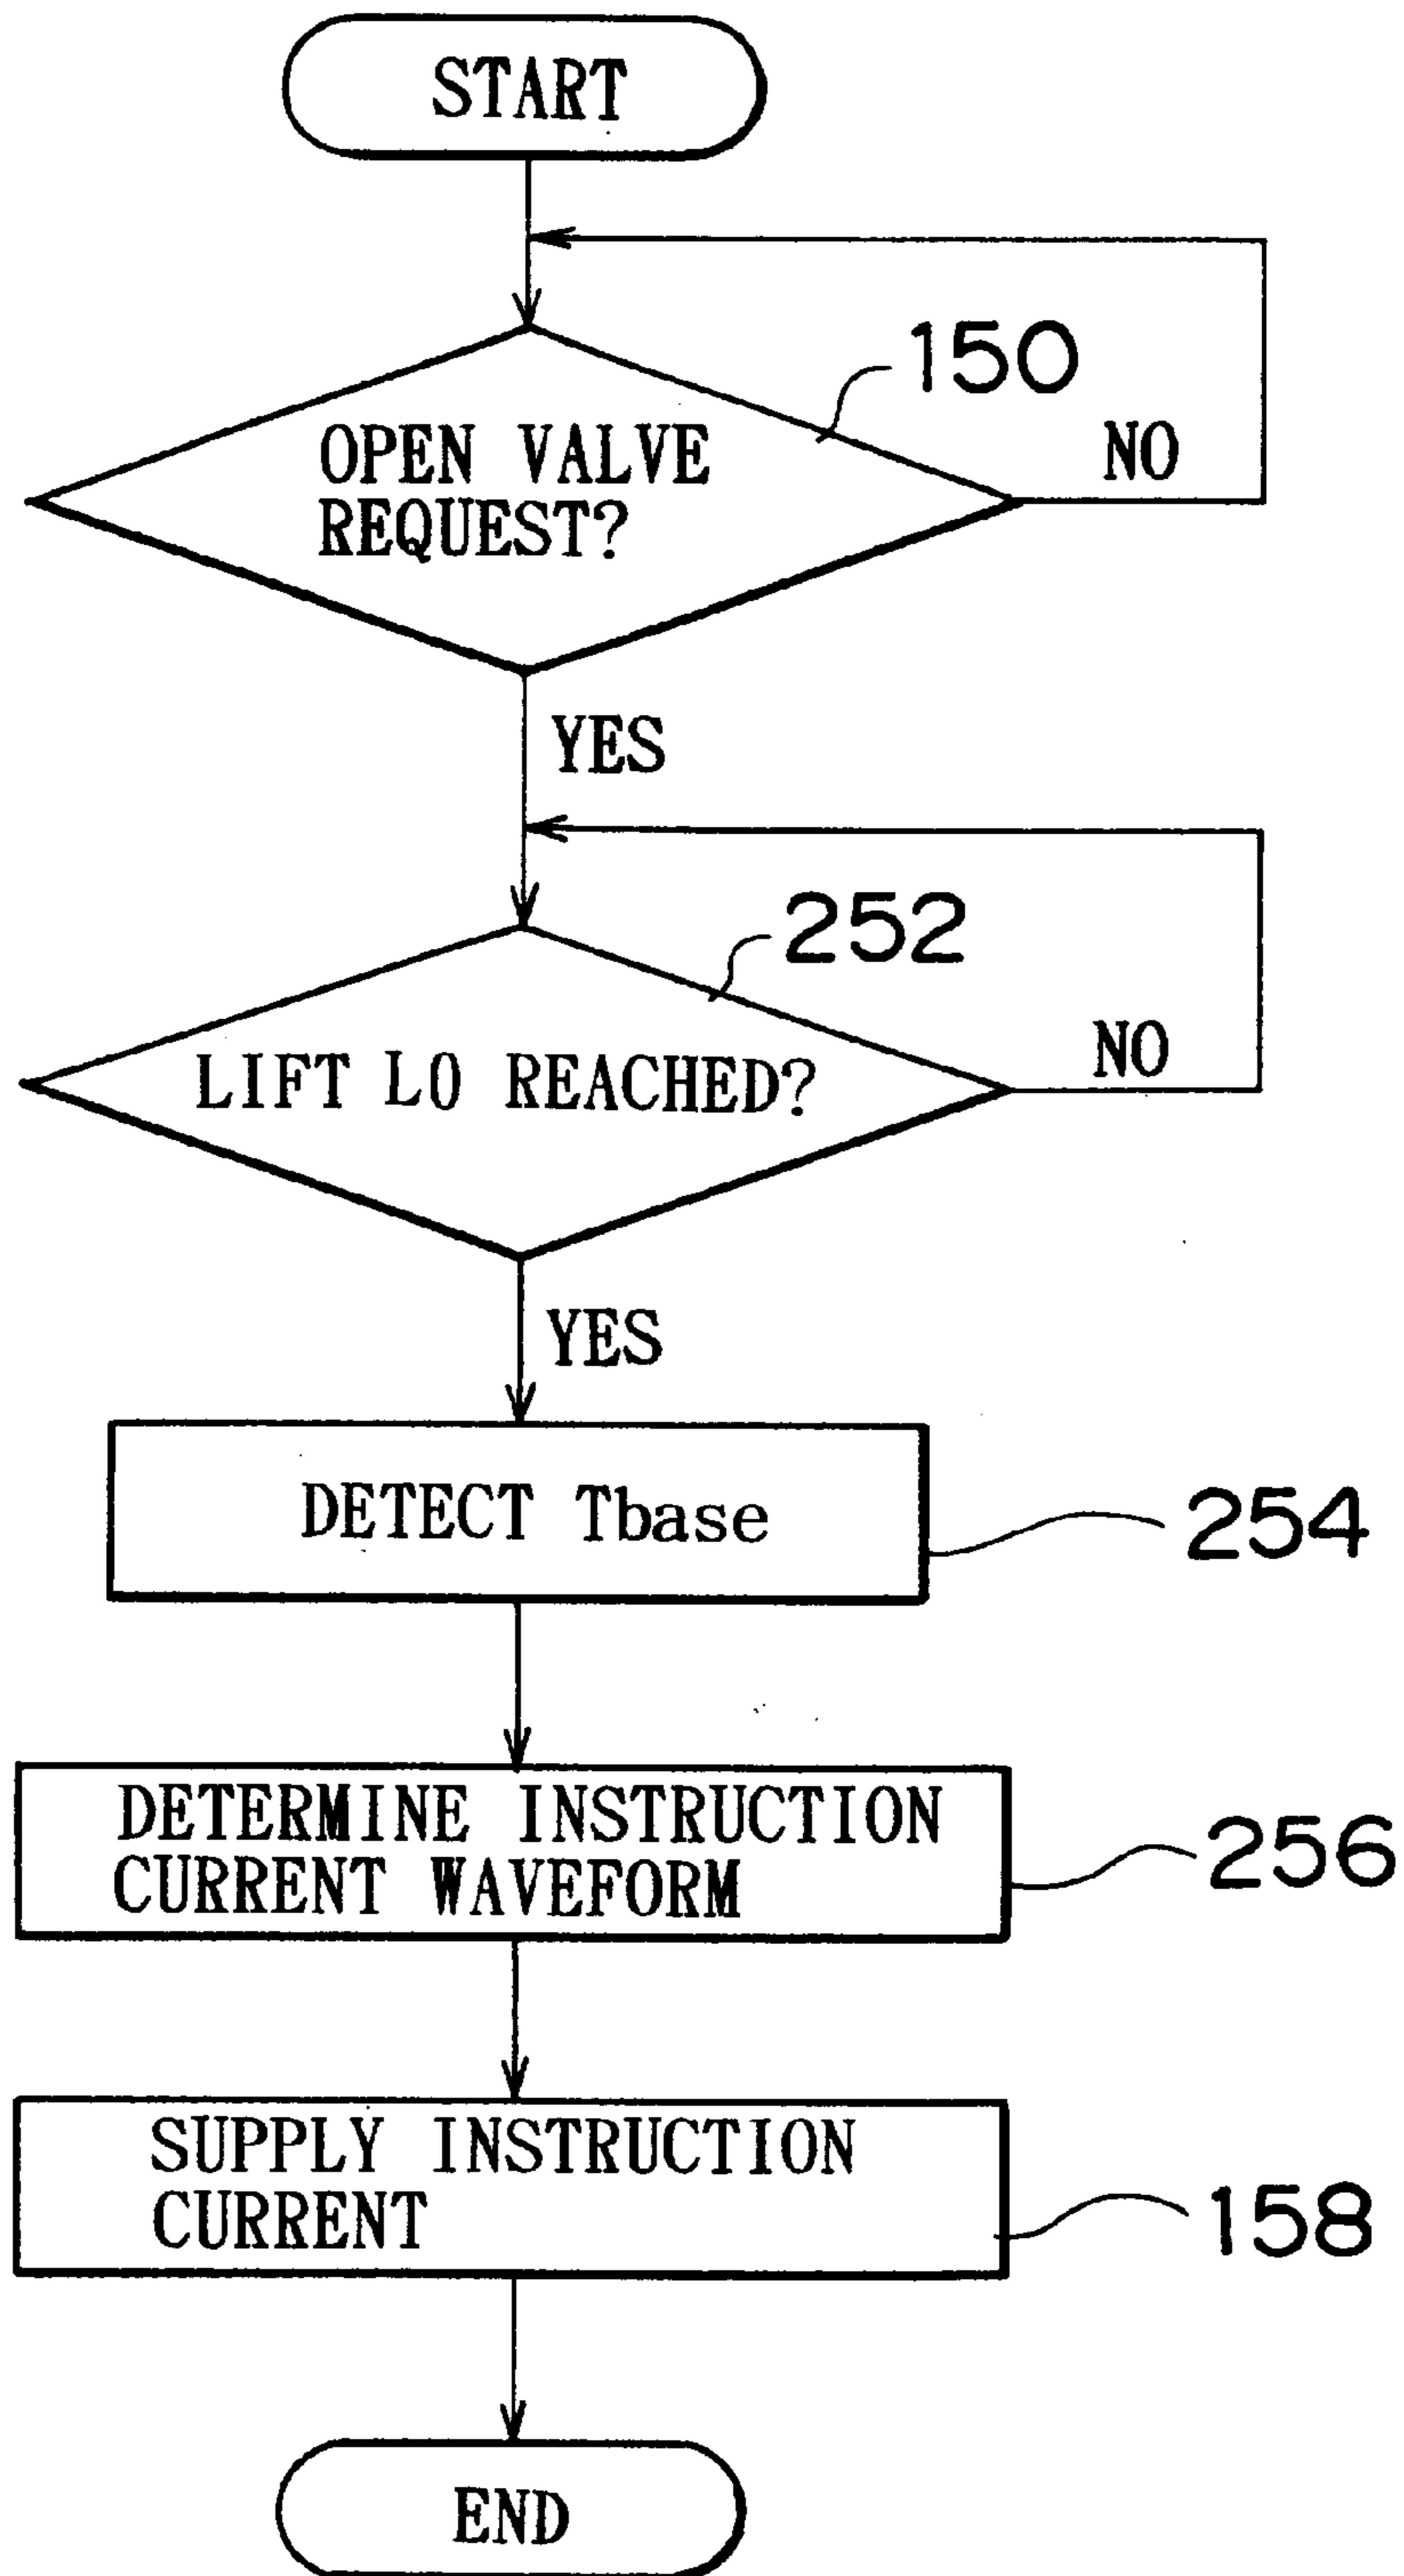 START
150
OPEN VALVE
REQUEST?
NO
YES
252
LIFT L0 REACHED?
NO
YES
DETECT Tbase
254
DETERMINE INSTRUCTION
CURRENT WAVEFORM
256
SUPPLY INSTRUCTION
CURRENT
158
END